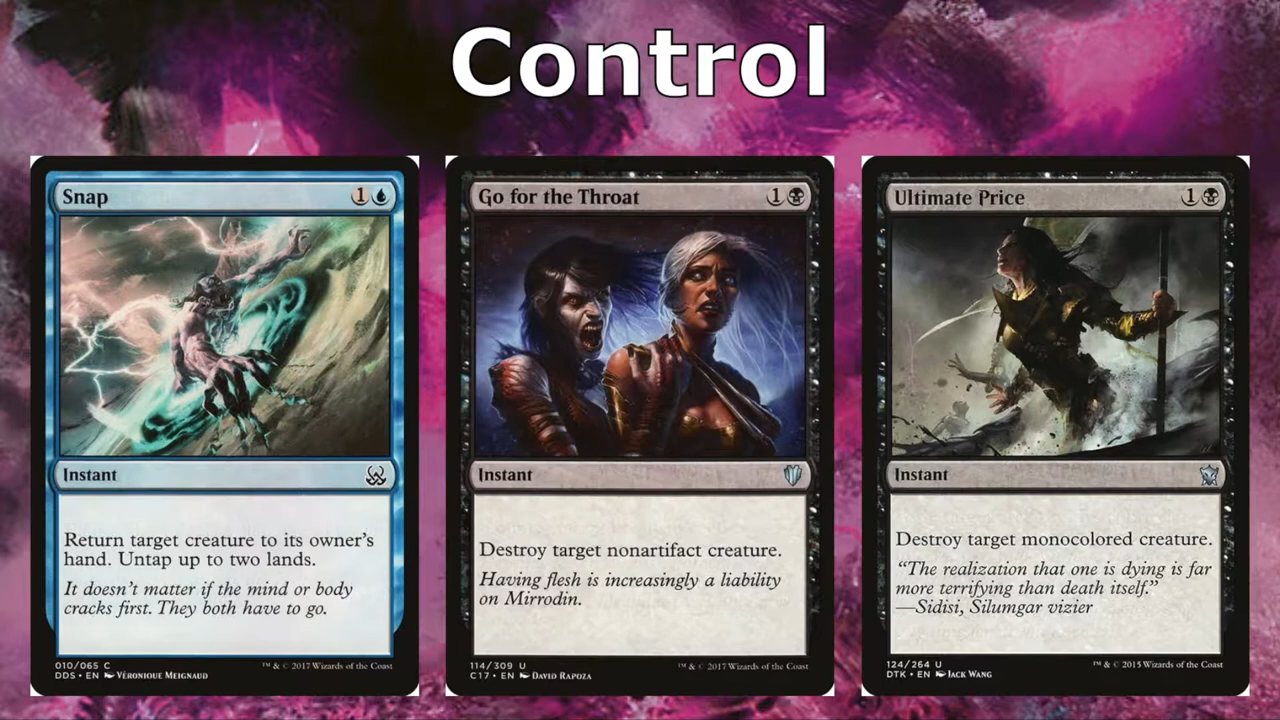 Control
Snap 1
Instant
Return target creature to its owner's
hand. Untap up to two lands.
It doesn't matter if the mind or body
cracks first. They both have to go.
010/065 C
DDS • EN Véronique Meignaud
™ & © 2017 Wizards of the Coast
Go for the Throat 1
Instant
Destroy target nonartifact creature.
Having flesh is increasingly a liability
on Mirrodin.
114/309 U
C17 • EN David Rapoza
™ & © 2017 Wizards of the Coast
Ultimate Price 1
Instant
Destroy target monocolored creature.
“The realization that one is dying is far
more terrifying than death itself.”
—Sidisi, Silumgar vizier
124/264 U
DTK • EN Jack Wang
™ & © 2015 Wizards of the Coast